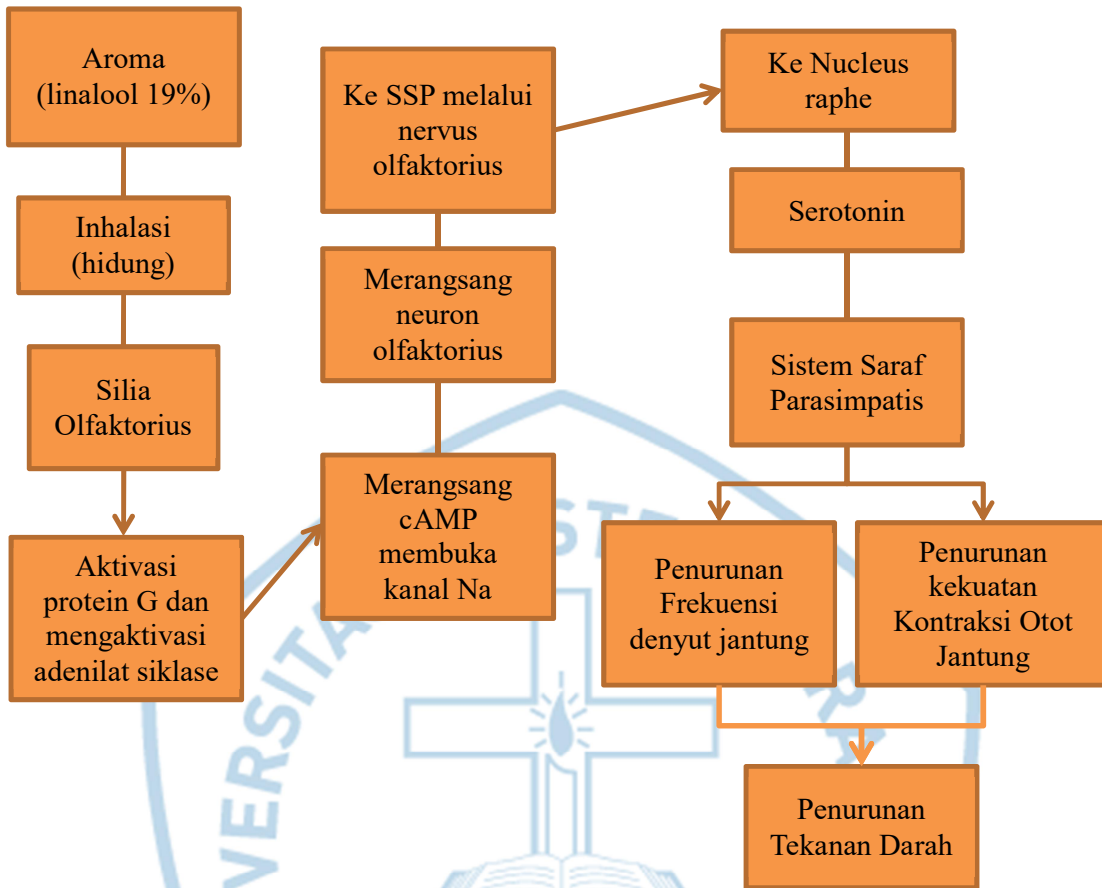 Aroma
(linalool 19%)
Inhalasi
(hidung)
Silia
Olfaktorius
Aktivasi
protein G dan
mengaktivasi
adenilat siklase
Merangsang
cAMP
membuka
kanal Na
Merangsang
neuron
olfaktorius
Ke SSP melalui
nervus
olfaktorius
Ke Nucleus
raphe
Serotonin
Sistem Saraf
Parasimpatis
Penurunan
Frekuensi
denyut jantung
Penurunan
kekuatan
Kontraksi Otot
Jantung
Penurunan
Tekanan Darah